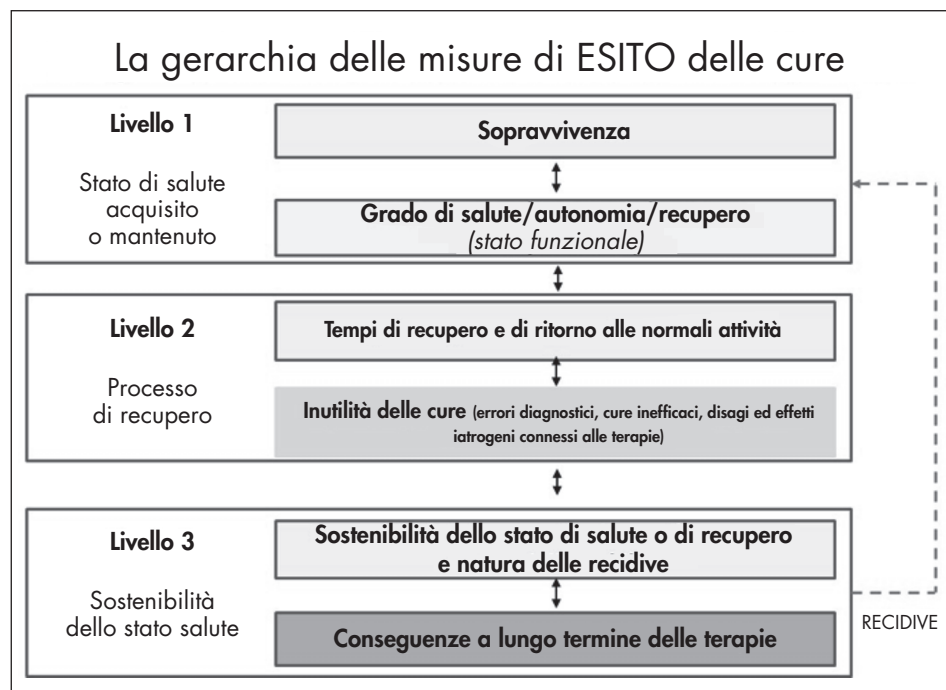 La gerarchia delle misure di ESITO delle cure
Livello 1
Stato di salute
acquisito
o mantenuto
Sopravvivenza
Grado di salute/autonomia/recupero
(stato funzionale)
Livello 2
Processo
di recupero
Tempi di recupero e di ritorno alle normali attività
Inutilità delle cure (errori diagnostici, cure inefficaci, disagi ed effetti
iatrogeni connessi alle terapie)
Livello 3
Sostenibilità
dello stato salute
Sostenibilità dello stato di salute o di recupero
e natura delle recidive
Conseguenze a lungo termine delle terapie
RECIDIVE